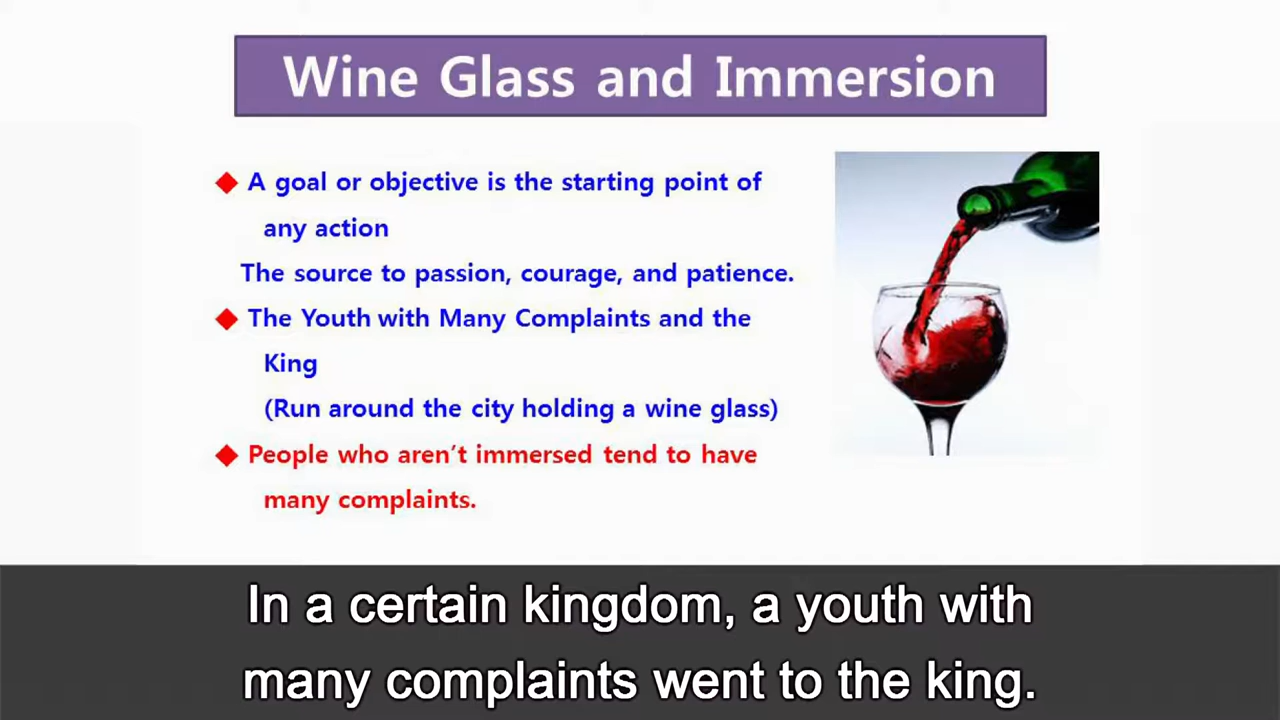 Wine Glass and Immersion
A goal or objective is the starting point of
any action
The source to passion, courage, and patience.
The Youth with Many Complaints and the
King
(Run around the city holding a wine glass)
People who aren’t immersed tend to have
many complaints.
In a certain kingdom, a youth with
many complaints went to the king.